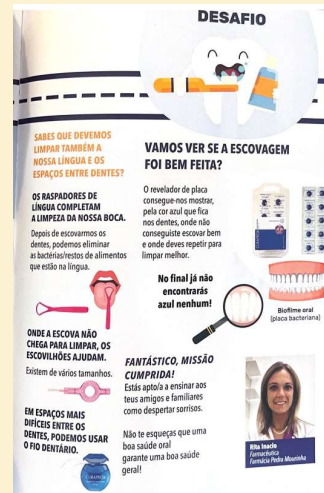 DESAFIO
SABES QUE DEVEMOS
LIMPAR TAMBÉM A
NOSSA LÍNGUA E OS
ESPAÇOS ENTRE DENTES?
OS RASPADORES DE
LÍNGUA COMPLETAM
A LIMPEZA DA NOSSA BOCA.
Depois de escovarmos os
dentes, podemos eliminar
as bactérias/restos de alimentos
que estão na língua.
ONDE A ESCOVA NÃO
CHEGA PARA LIMPAR, OS
ESCOVILHÕES AJUDAM.
Existem de vários tamanhos.
EM ESPAÇOS MAIS
DIFÍCEIS ENTRE OS
DENTES, PODEMOS USAR
O FIO DENTÁRIO.
VAMOS VER SE A ESCOVAGEM
FOI BEM FEITA?
O revelador de placa
consegue-nos mostrar,
pela cor azul que fica
nos dentes, onde não
conseguiste escovar bem
e onde deves repetir para
limpar melhor.
No final já não
encontrarás
azul nenhum!
Biofilme oral
(placa bacteriana)
FANTÁSTICO, MISSÃO
CUMPRIDA!
Estás apto/a a ensinar aos
teus amigos e familiares
como despertar sorrisos.
Não te esqueças que uma
boa saúde oral
garante uma boa saúde
geral!
Rita Inacio
Farmacêutica
Farmácia Pedra Mourinha